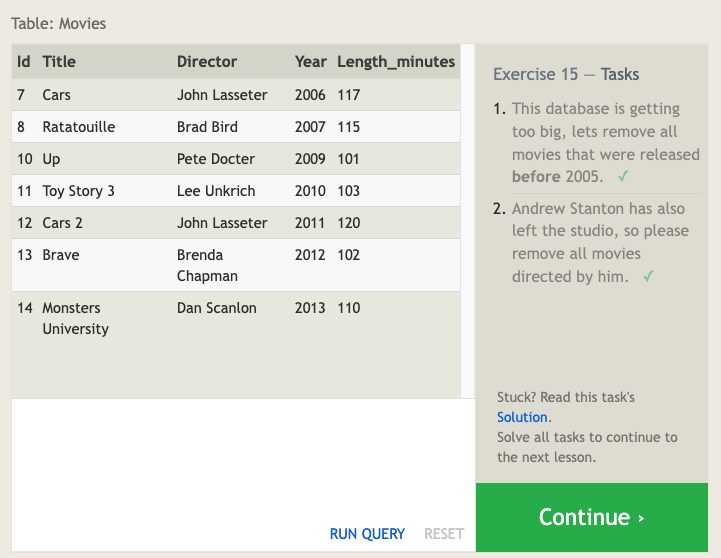 Table: Movies
Id Title Director Year Length_minutes
7 Cars John Lasseter 2006 117
8 Ratatouille Brad Bird 2007 115
10 Up Pete Docter 2009 101
11 Toy Story 3 Lee Unkrich 2010 103
12 Cars 2 John Lasseter 2011 120
13 Brave Brenda 2012 102
Chapman
14 Monsters Dan Scanlon 2013 110
University
RUN QUERY RESET
Exercise 15 — Tasks
1. This database is getting
too big, lets remove all
movies that were released
before 2005. ✓
2. Andrew Stanton has also
left the studio, so please
remove all movies
directed by him. ✓
Stuck? Read this task's
Solution.
Solve all tasks to continue to
the next lesson.
Continue ›